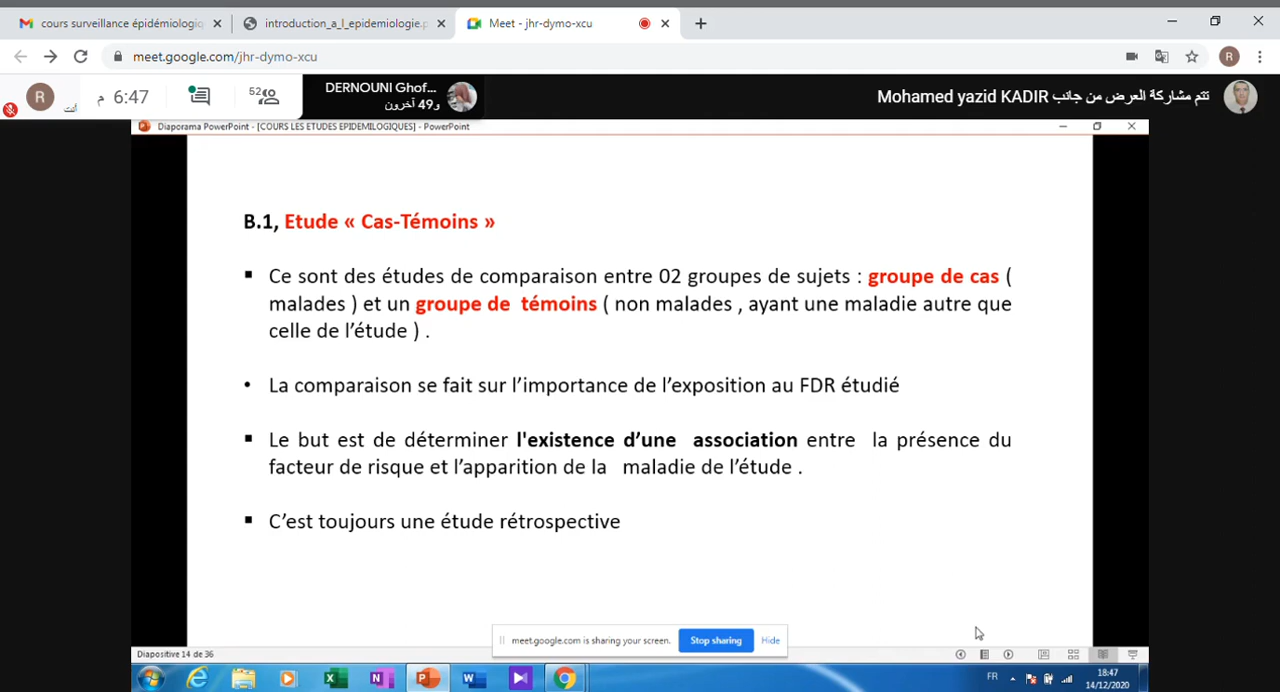 cours surveillance épidémiologi
introduction_a_l_epidemiologie.p
Meet - jhr-dymo-xcu
meet.google.com/jhr-dymo-xcu
R
R
أنت
6:47 م
52
DERNOUNI Ghof...
و49 آخرون
تتم مشاركة العرض من جانب Mohamed yazid KADIR
Diaporama PowerPoint - [COURS LES ETUDES EPIDEMILOGIQUES] - PowerPoint
B.1, Etude « Cas-Témoins »
Ce sont des études de comparaison entre 02 groupes de sujets : groupe de cas (
malades ) et un groupe de témoins ( non malades , ayant une maladie autre que
celle de l’étude ) .
La comparaison se fait sur l’importance de l’exposition au FDR étudié
Le but est de déterminer l'existence d’une association entre la présence du
facteur de risque et l’apparition de la maladie de l’étude .
C’est toujours une étude rétrospective
meet.google.com is sharing your screen.
Stop sharing
Hide
Diapositive 14 de 36
FR
18:47
14/12/2020